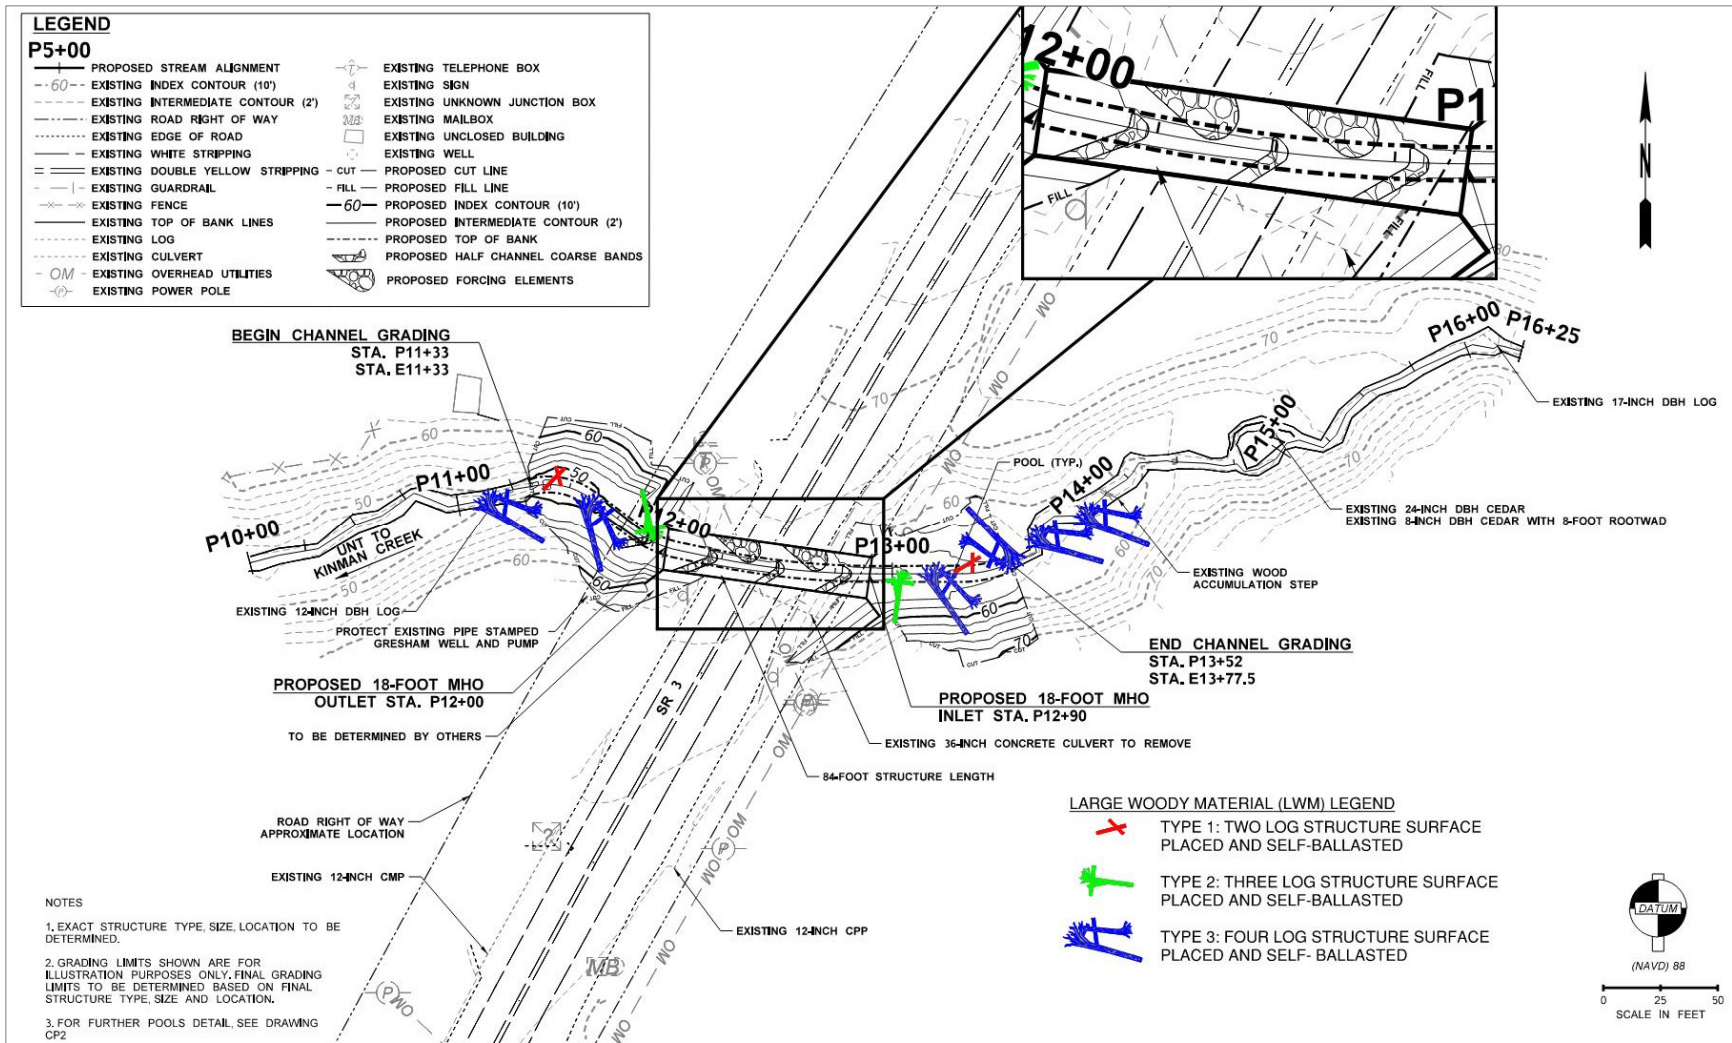 LEGEND
P5+00
PROPOSED STREAM ALIGNMENT
60 EXISTING INDEX CONTOUR (10')
EXISTING INTERMEDIATE CONTOUR (2')
EXISTING ROAD RIGHT OF WAY
EXISTING EDGE OF ROAD
EXISTING WHITE STRIPPING
EXISTING DOUBLE YELLOW STRIPPING
EXISTING GUARDRAIL
EXISTING FENCE
EXISTING TOP OF BANK LINES
EXISTING LOG
EXISTING CULVERT
OM EXISTING OVERHEAD UTILITIES
P EXISTING POWER POLE
T EXISTING TELEPHONE BOX
EXISTING SIGN
? EXISTING UNKNOWN JUNCTION BOX
MB EXISTING MAILBOX
EXISTING UNCLOSED BUILDING
EXISTING WELL
CUT PROPOSED CUT LINE
FILL PROPOSED FILL LINE
60 PROPOSED INDEX CONTOUR (10')
PROPOSED INTERMEDIATE CONTOUR (2')
PROPOSED TOP OF BANK
PROPOSED HALF CHANNEL COARSE BANDS
PROPOSED FORCING ELEMENTS
12+00
P1
FILL
FILL
FILL
N
BEGIN CHANNEL GRADING
STA. P11+33
STA. E11+33
P10+00
P11+00
P12+00
P13+00
P14+00
P15+00
P16+00
P16+25
UNT TO
KINMAN CREEK
EXISTING 17-INCH DBH LOG
POOL (TYP.)
EXISTING 24-INCH DBH CEDAR
EXISTING 8-INCH DBH CEDAR WITH 8-FOOT ROOTWAD
EXISTING WOOD
ACCUMULATION STEP
EXISTING 12-INCH DBH LOG
PROTECT EXISTING PIPE STAMPED
GRESHAM WELL AND PUMP
PROPOSED 18-FOOT MHO
OUTLET STA. P12+00
TO BE DETERMINED BY OTHERS
END CHANNEL GRADING
STA. P13+52
STA. E13+77.5
PROPOSED 18-FOOT MHO
INLET STA. P12+90
EXISTING 36-INCH CONCRETE CULVERT TO REMOVE
84-FOOT STRUCTURE LENGTH
SR 3
ROAD RIGHT OF WAY
APPROXIMATE LOCATION
EXISTING 12-INCH CMP
EXISTING 12-INCH CPP
60
50
50
60
60
50
60
70
60
60
70
60
70
70
70
80
OM
OM
OM
OM
OM
OM
OM
OM
OM
OM
P
P
P
P
?
MB
LARGE WOODY MATERIAL (LWM) LEGEND
TYPE 1: TWO LOG STRUCTURE SURFACE
PLACED AND SELF-BALLASTED
TYPE 2: THREE LOG STRUCTURE SURFACE
PLACED AND SELF-BALLASTED
TYPE 3: FOUR LOG STRUCTURE SURFACE
PLACED AND SELF- BALLASTED
NOTES
1. EXACT STRUCTURE TYPE, SIZE, LOCATION TO BE
DETERMINED.
2. GRADING LIMITS SHOWN ARE FOR
ILLUSTRATION PURPOSES ONLY. FINAL GRADING
LIMITS TO BE DETERMINED BASED ON FINAL
STRUCTURE TYPE, SIZE AND LOCATION.
3. FOR FURTHER POOLS DETAIL, SEE DRAWING
CP2
DATUM
(NAVD) 88
0 25 50
SCALE IN FEET